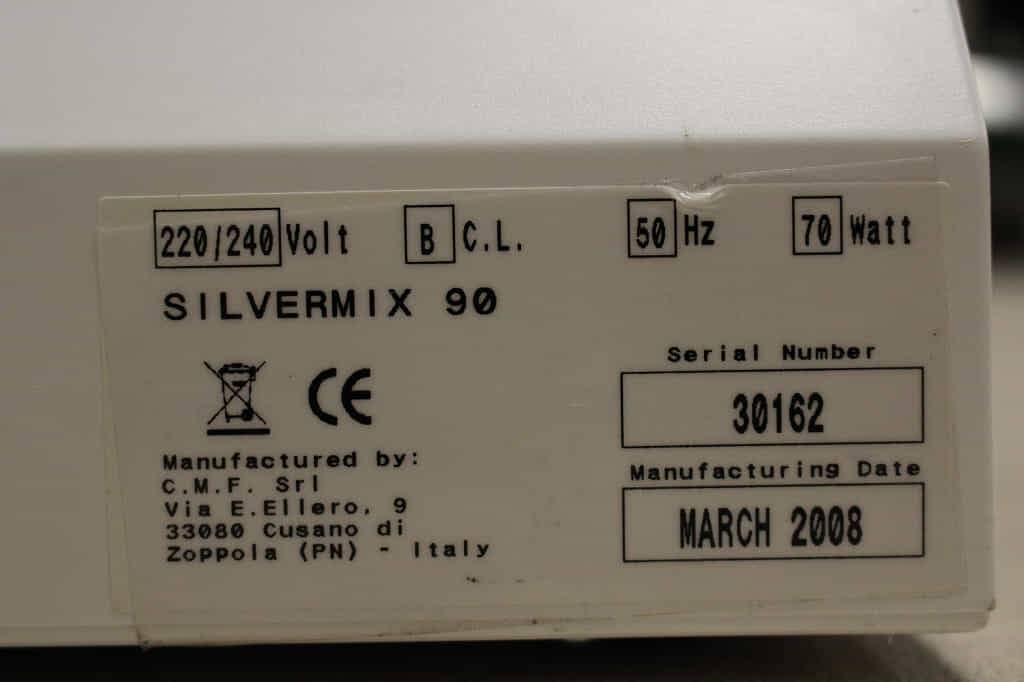 220/240 Volt B C.L. 50 Hz 70 Watt
SILVERMIX 90
CE
Manufactured by:
C.M.F. Srl
Via E.Ellero, 9
33080 Cusano di
Zoppola (PN) - Italy
Serial Number
30162
Manufacturing Date
MARCH 2008